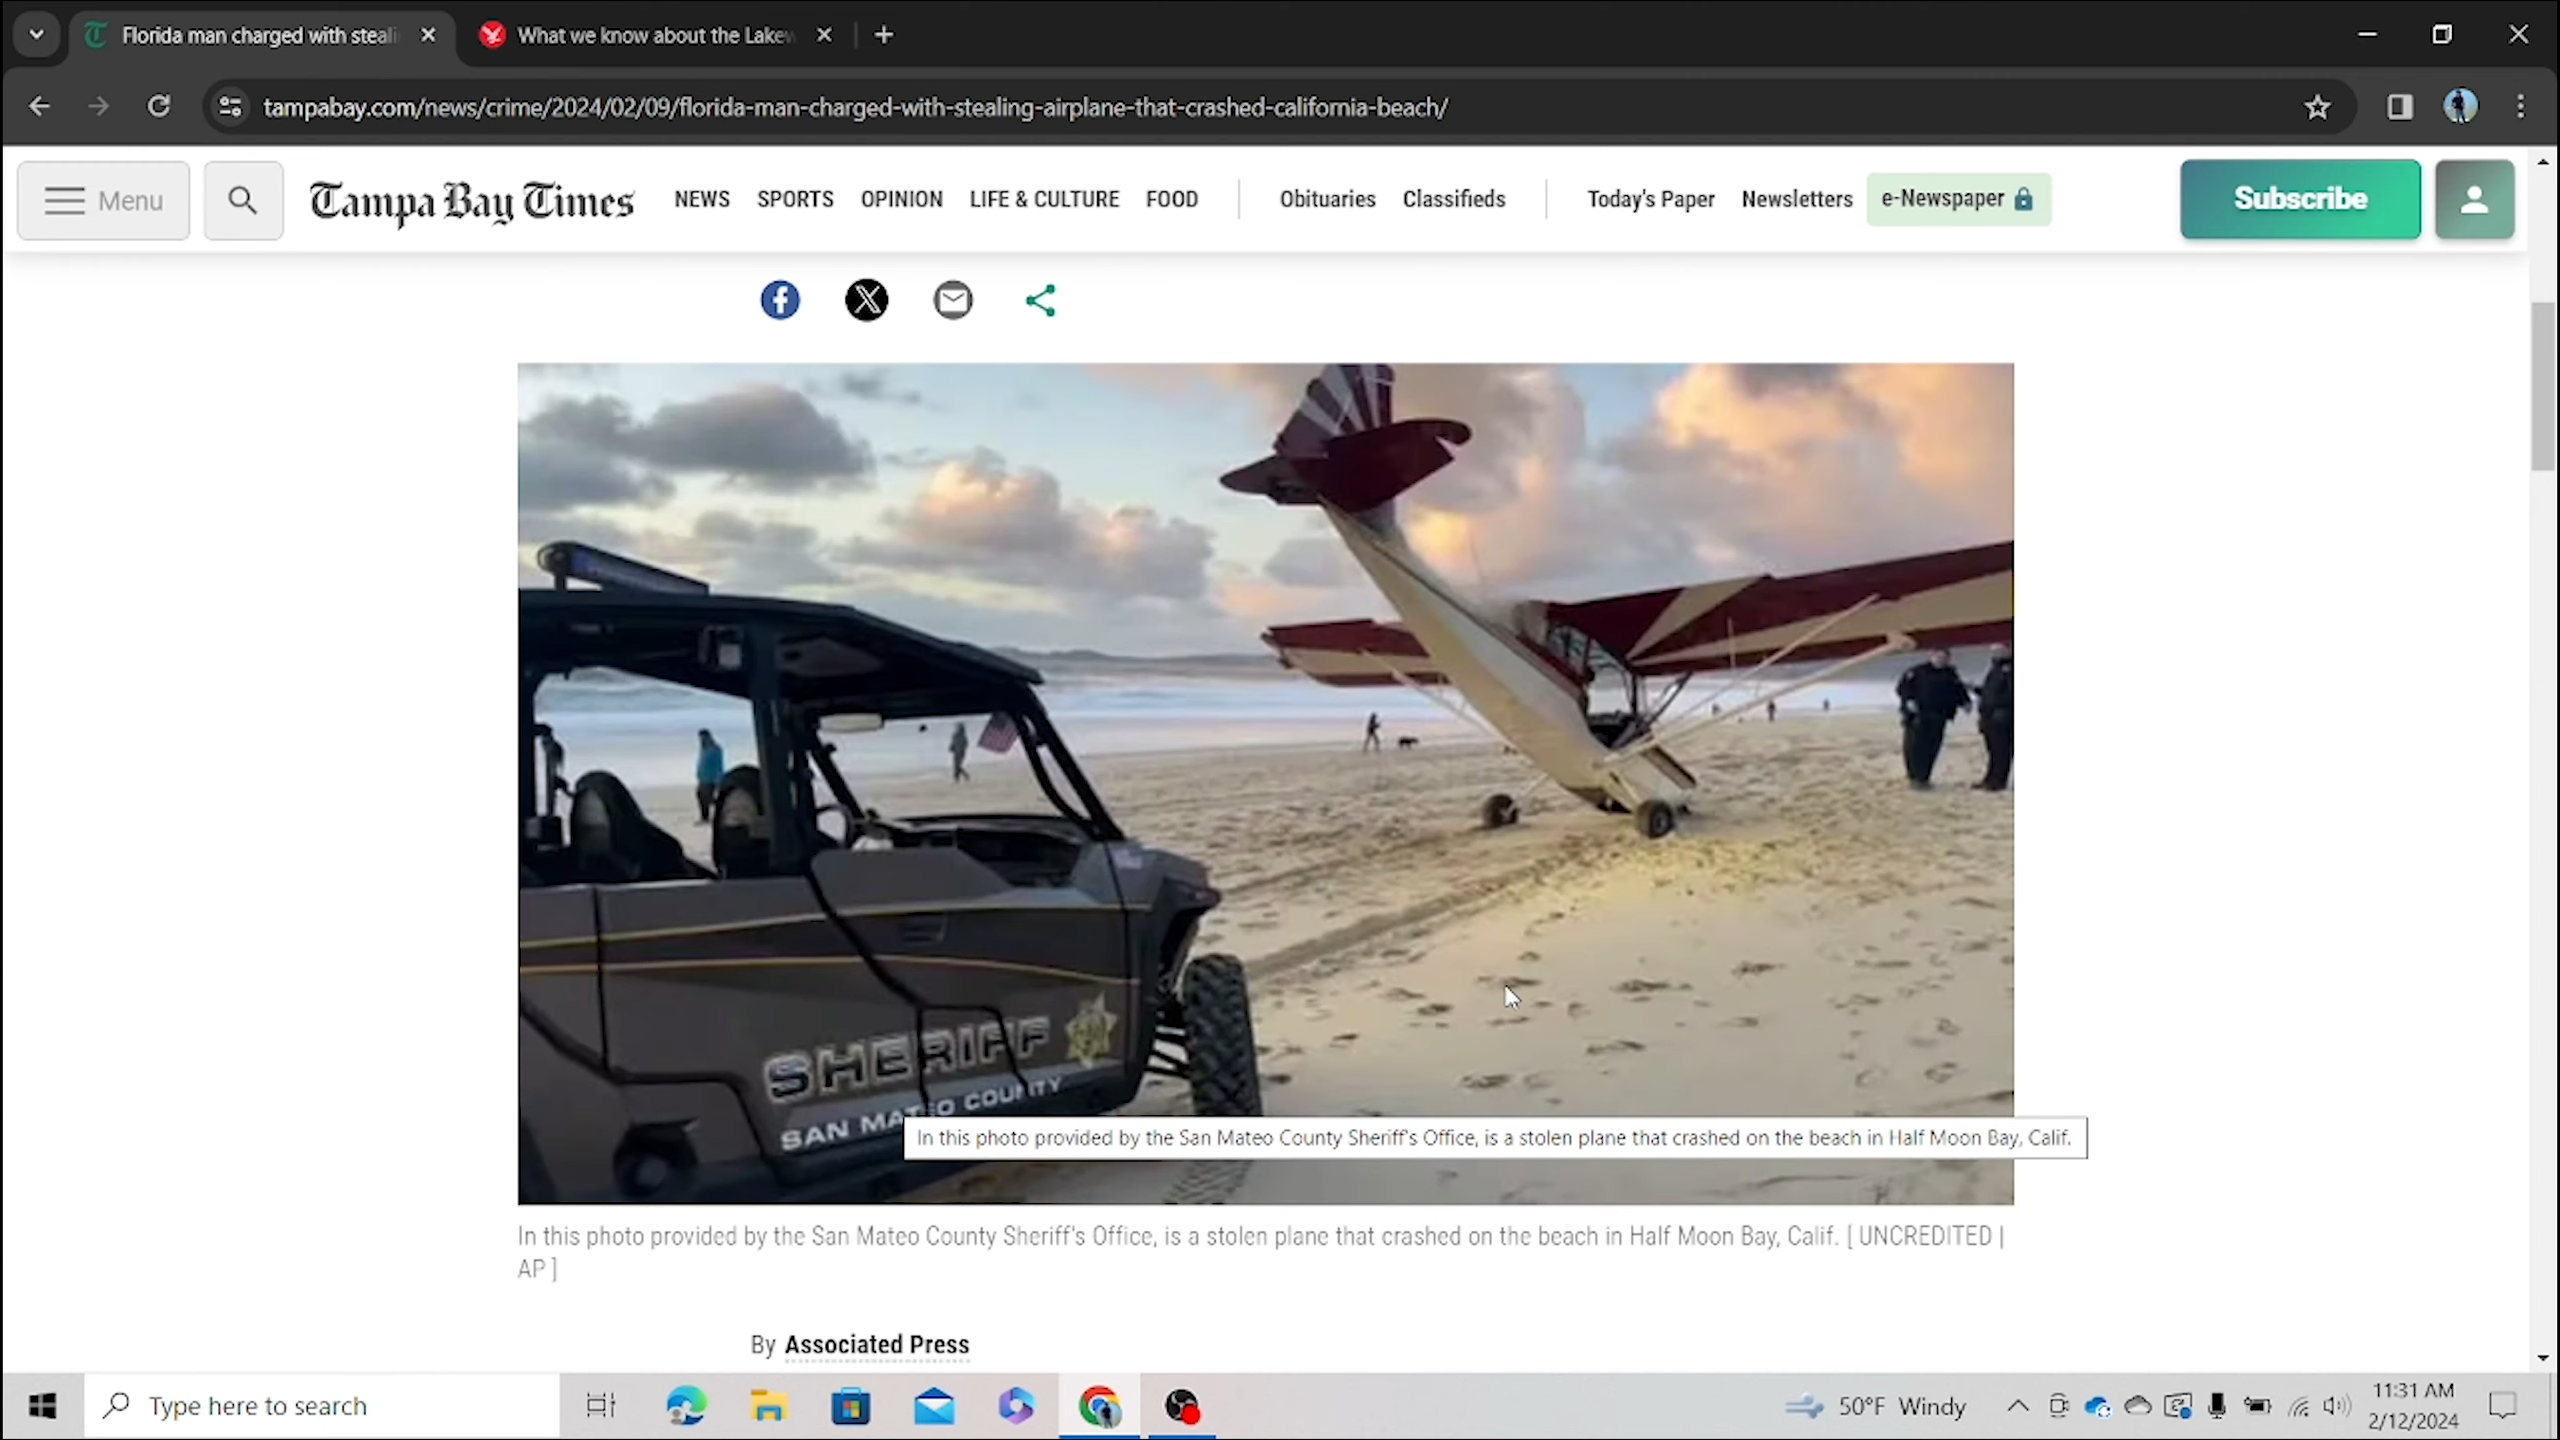 Florida man charged with steali
What we know about the Lakew
tampabay.com/news/crime/2024/02/09/florida-man-charged-with-stealing-airplane-that-crashed-california-beach/
Menu
Tampa Bay Times
NEWS SPORTS OPINION LIFE & CULTURE FOOD Obituaries Classifieds Today's Paper Newsletters e-Newspaper
Subscribe
SHERIFF
SAN MATEO COUNTY
In this photo provided by the San Mateo County Sheriff's Office, is a stolen plane that crashed on the beach in Half Moon Bay, Calif.
In this photo provided by the San Mateo County Sheriff's Office, is a stolen plane that crashed on the beach in Half Moon Bay, Calif. [ UNCREDITED |
AP ]
By Associated Press
Type here to search
50°F Windy
11:31 AM
2/12/2024